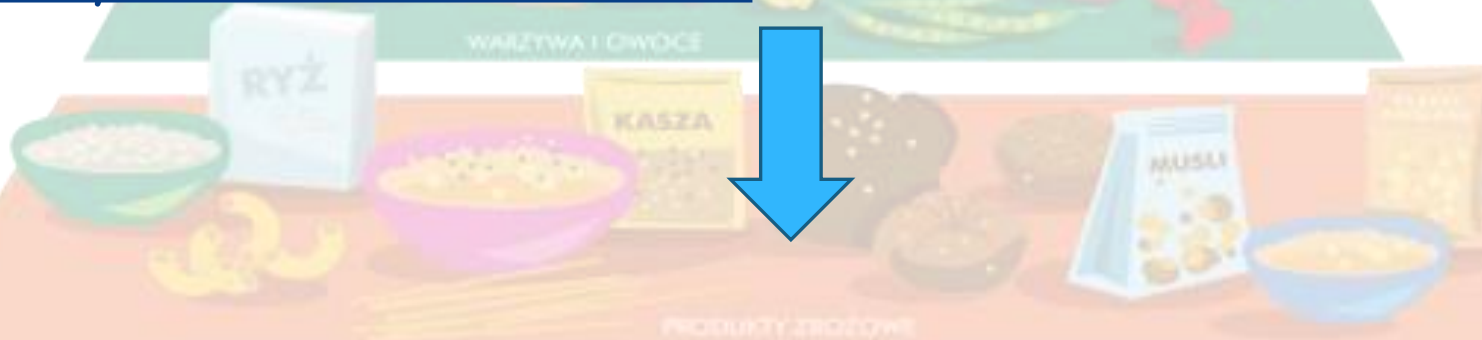 WARZYWA I OWOCE
RYŻ
KASZA
MUSLI
PRODUKTY ZBOŻOWE